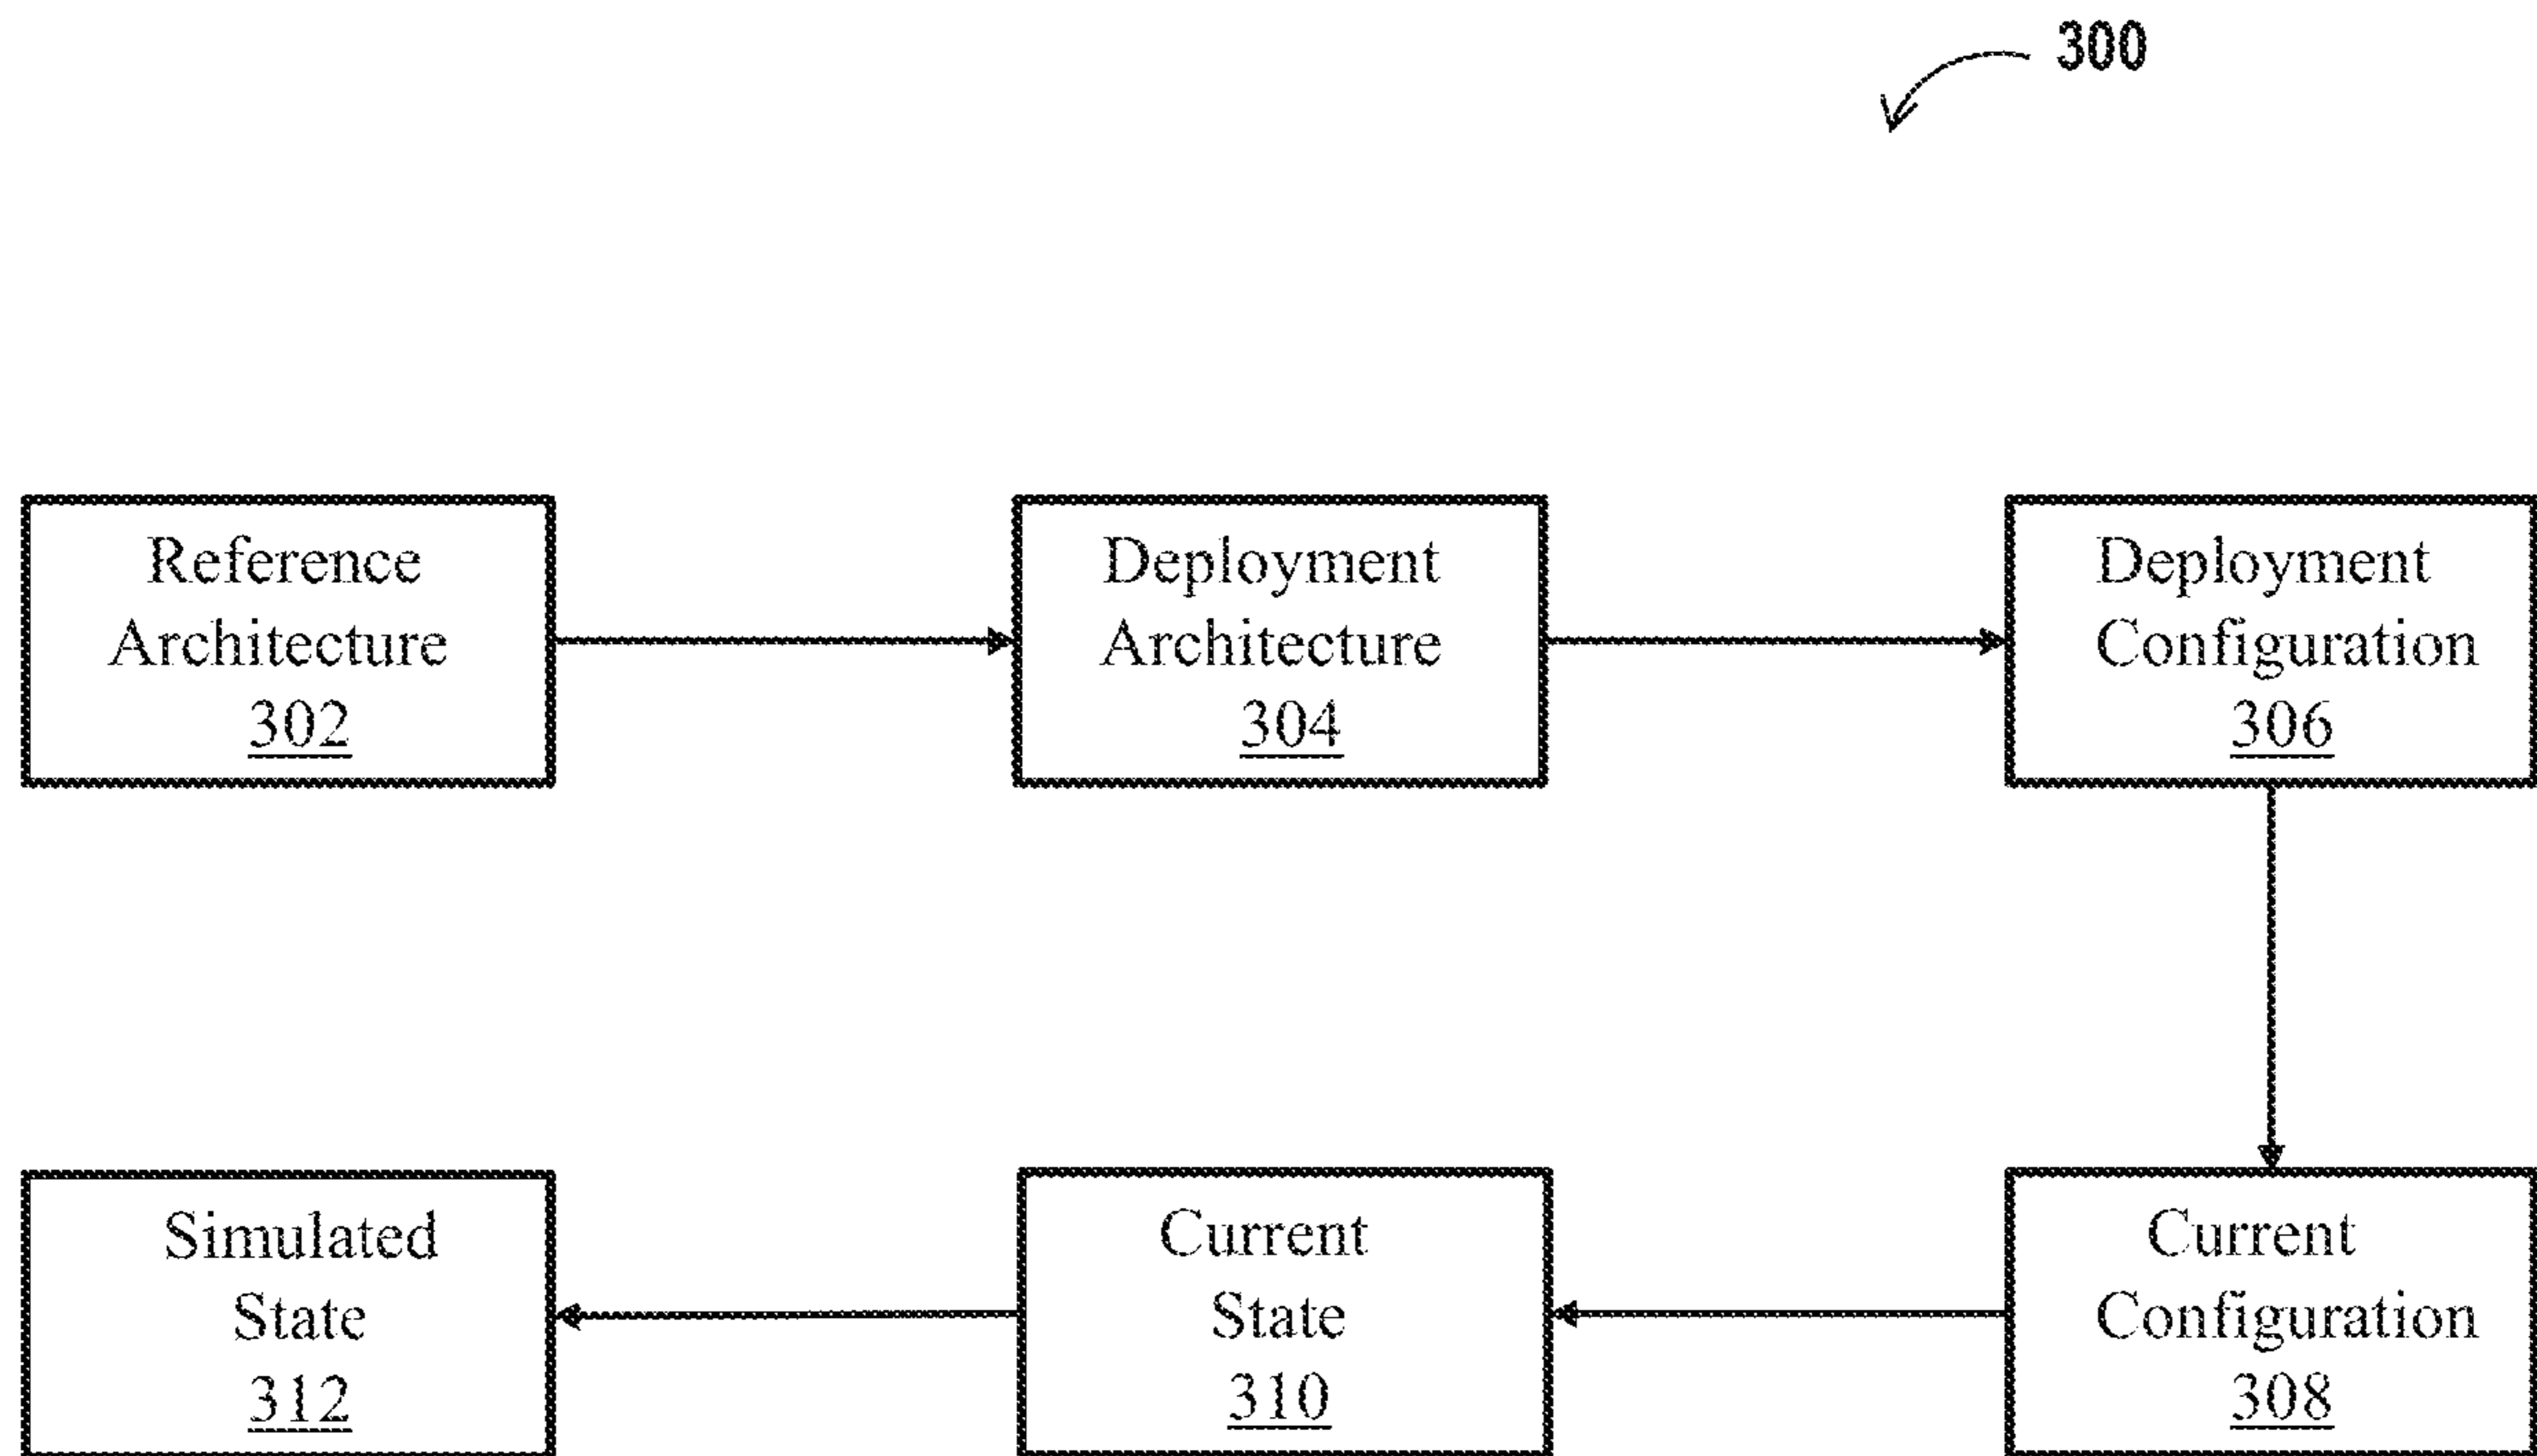 300
Reference
Architecture
302
Deployment
Architecture
304
Deployment
Configuration
306
Simulated
State
312
Current
State
310
Current
Configuration
308